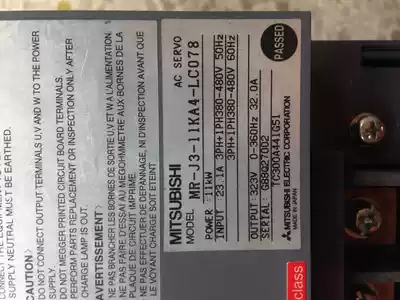 MITSUBISHI
AC SERVO
MODEL MR-J3-11KA4-LC078
POWER : 11kW
INPUT : 23.1A 3PH+1PH380-480V 50Hz
3PH+1PH380-480V 60Hz
OUTPUT: 323V 0-360Hz 32.0A
SERIAL:
TC300A441G51
MITSUBISHI ELECTRIC CORPORATION
MADE IN JAPAN
PASSED
class
SUPPLY NEUTRAL MUST BE EARTHED.
CAUTION
DO NOT CONNECT OUTPUT TERMINALS U,V AND W TO THE POWER
SUPPLY.
DO NOT MEGGER PRINTED CIRCUIT BOARD TERMINALS.
PERFORM PARTS REPLACEMENT OR INSPECTION ONLY AFTER
CHARGE LAMP IS OUT.
AVERTISSEMENT
NE PAS BRANCHER LES BORNES DE SORTIE U,V ET W A L'ALIMENTATION.
NE PAS FAIRE D'ESSAI AU MEGOHMMETRE AUX BORNES DE LA
PLAQUE DE CIRCUIT IMPRIME.
NE PAS EFFECTUER DE DEPANNAGE, NI D'INSPECTION AVANT QUE
LE VOYANT CHARGE SOIT ETEINT